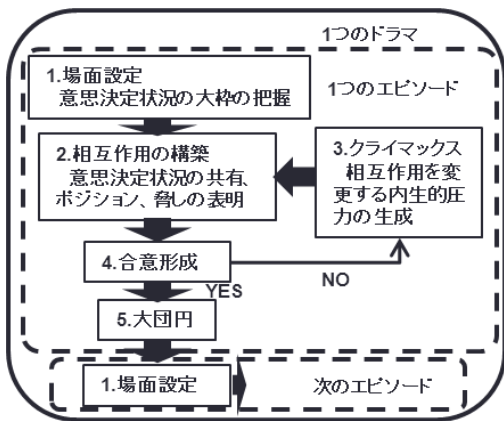 1つのドラマ
1.場面設定
意思決定状況の大枠の把握
1つのエピソード
2.相互作用の構築
意思決定状況の共有、
ポジション、脅しの表明
3.クライマックス
相互作用を変
更する内生的圧
力の生成
4.合意形成
YES
NO
5.大団円
1.場面設定
次のエピソード